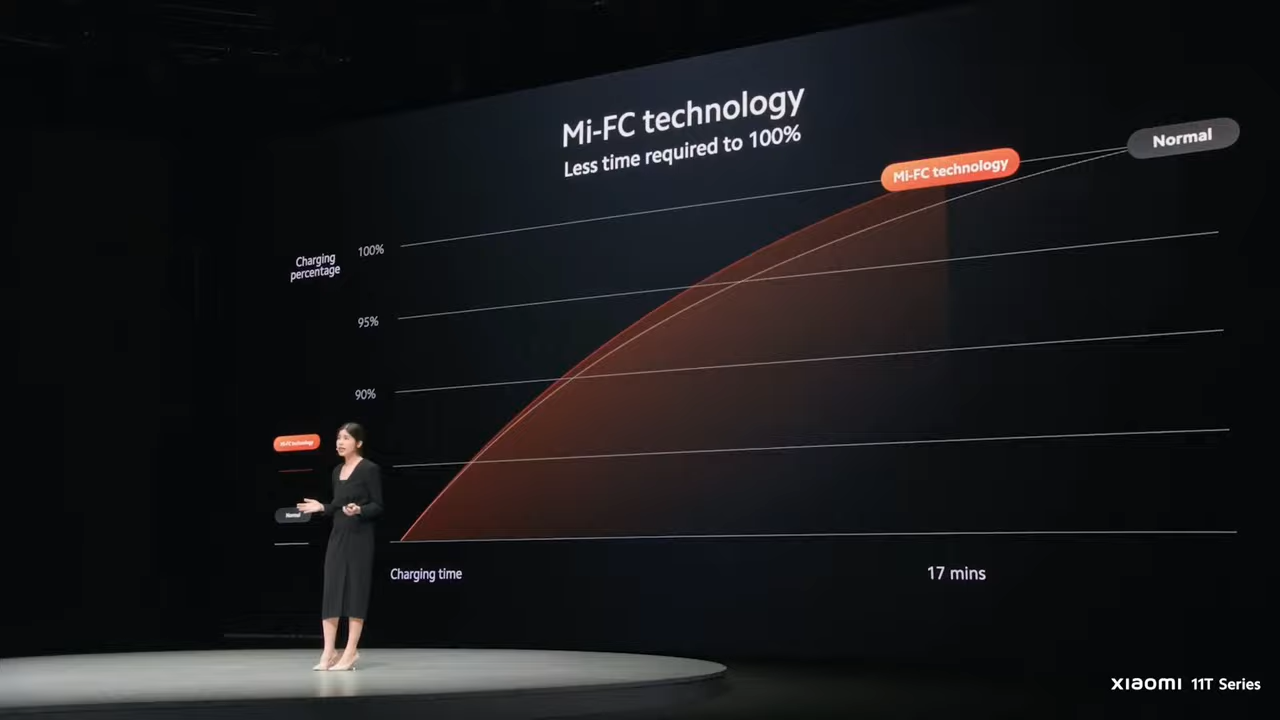 Mi-FC technology
Less time required to 100%
Mi-FC technology
Normal
Charging
percentage
100%
95%
90%
Mi-FC technology
Normal
Charging time
17 mins
xiaomi 11T Series